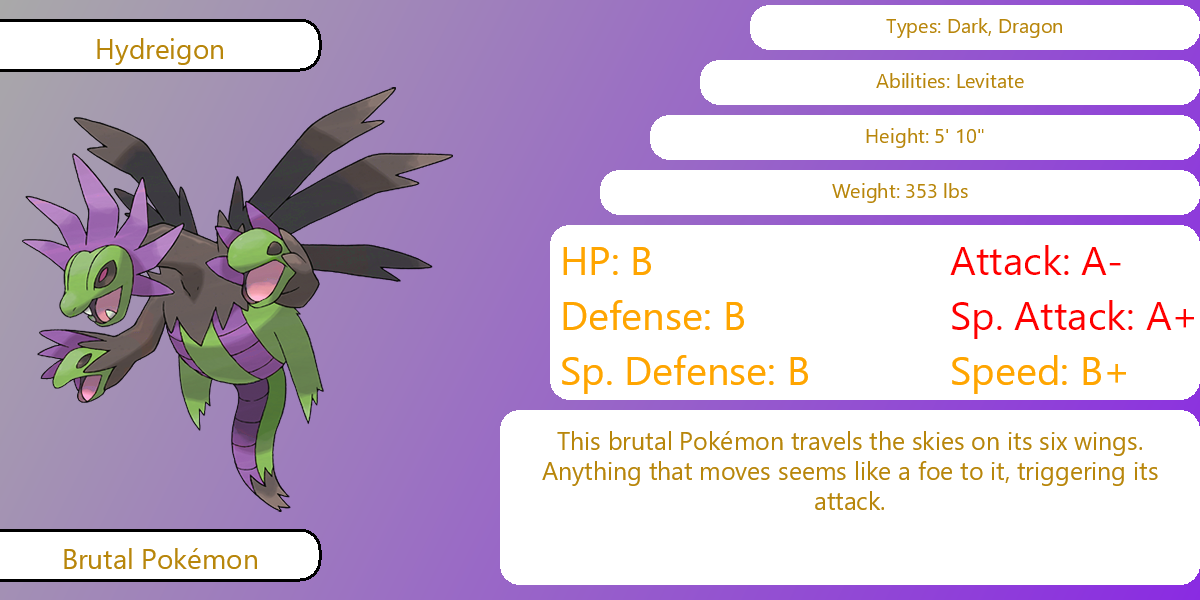 Hydreigon
Types: Dark, Dragon
Abilities: Levitate
Height: 5' 10"
Weight: 353 lbs
HP: B
Attack: A-
Defense: B
Sp. Attack: A+
Sp. Defense: B
Speed: B+
This brutal Pokémon travels the skies on its six wings.
Anything that moves seems like a foe to it, triggering its
attack.
Brutal Pokémon